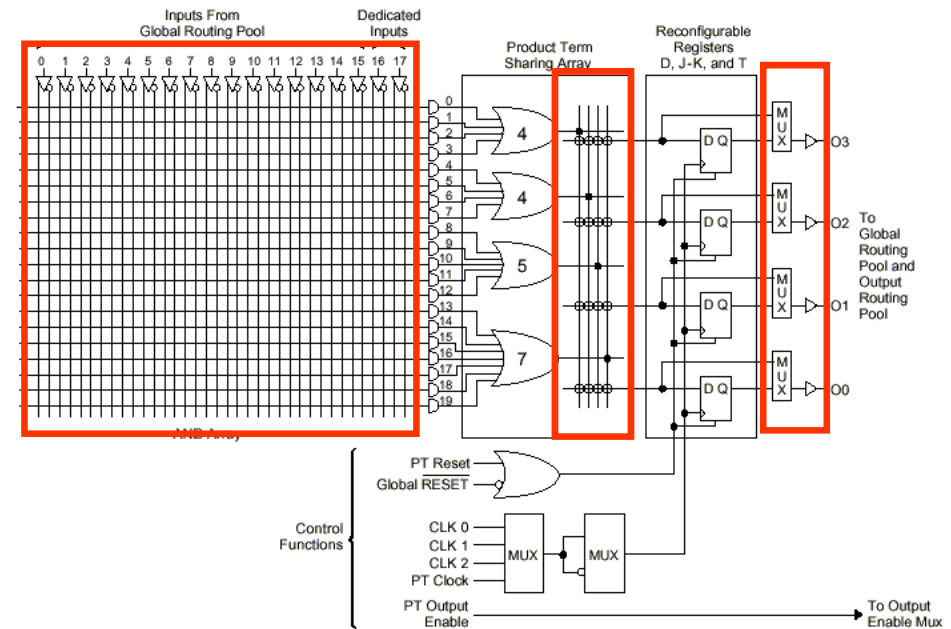 Inputs From
Global Routing Pool
Dedicated
Inputs
0 1 2 3 4 5 6 7 8 9 10 11 12 13 14 15 16 17
AND Array
0
1
2
3
4
5
6
7
8
9
10
11
12
13
14
15
16
17
18
19
Product Term
Sharing Array
4
4
5
7
Reconfigurable
Registers
D, J-K, and T
D Q
D Q
D Q
D Q
MUX
MUX
MUX
MUX
O3
O2
O1
O0
To
Global
Routing
Pool and
Output
Routing
Pool
Control
Functions
PT Reset
Global RESET
CLK 0
CLK 1
CLK 2
PT Clock
MUX
MUX
PT Output
Enable
To Output
Enable Mux